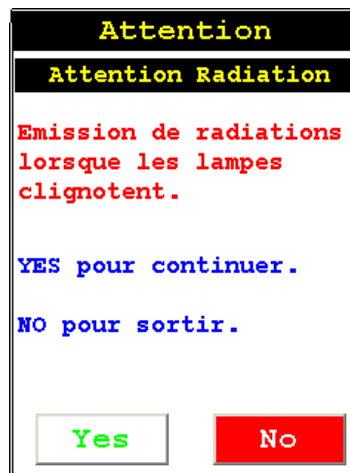 Attention
Attention Radiation
Emission de radiations
lorsque les lampes
clignotent.
YES pour continuer.
NO pour sortir.
Yes
No